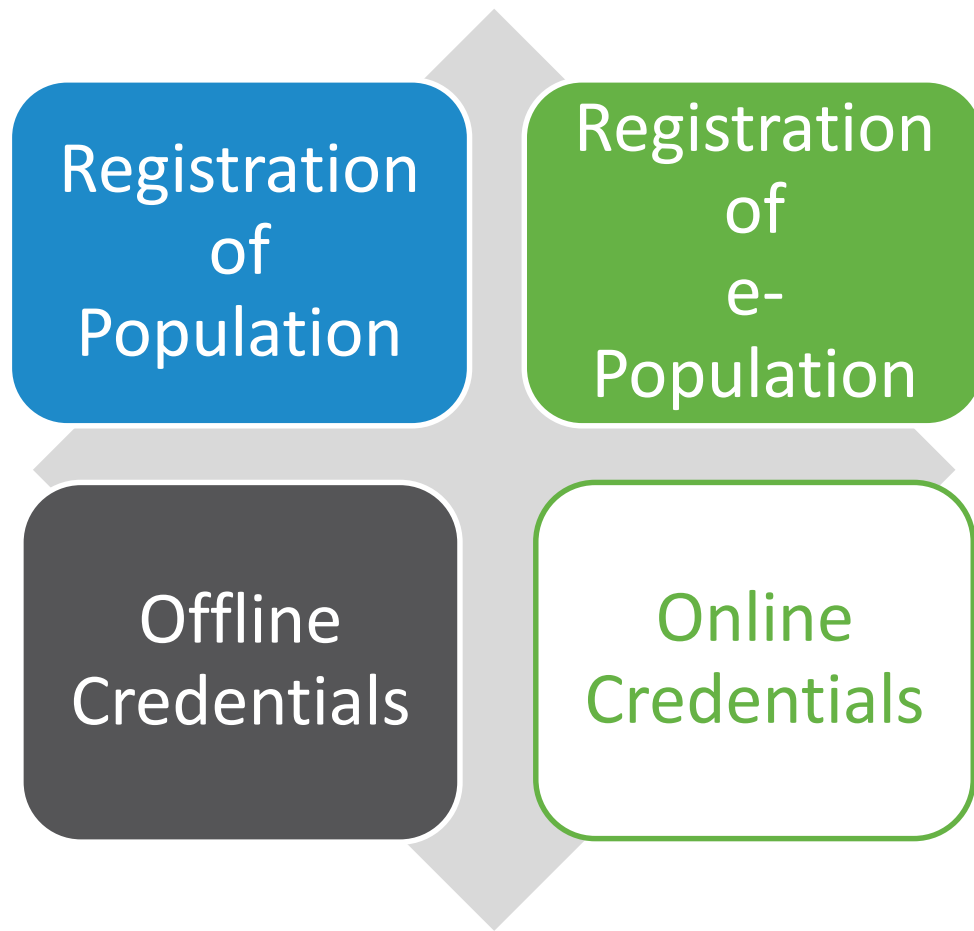 Registration
of
Population
Registration
of
e-
Population
Offline
Credentials
Online
Credentials